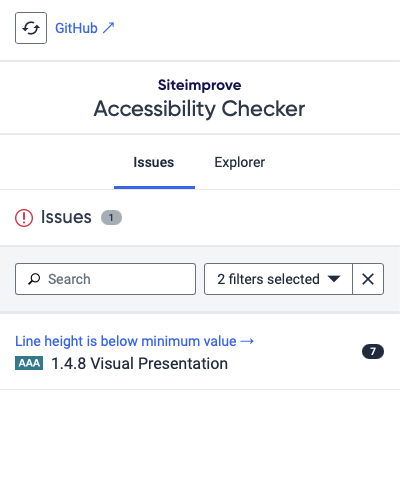 GitHub ↗
Siteimprove
Accessibility Checker
Issues Explorer
Issues 1
Search 2 filters selected
Line height is below minimum value →
7
AAA 1.4.8 Visual Presentation